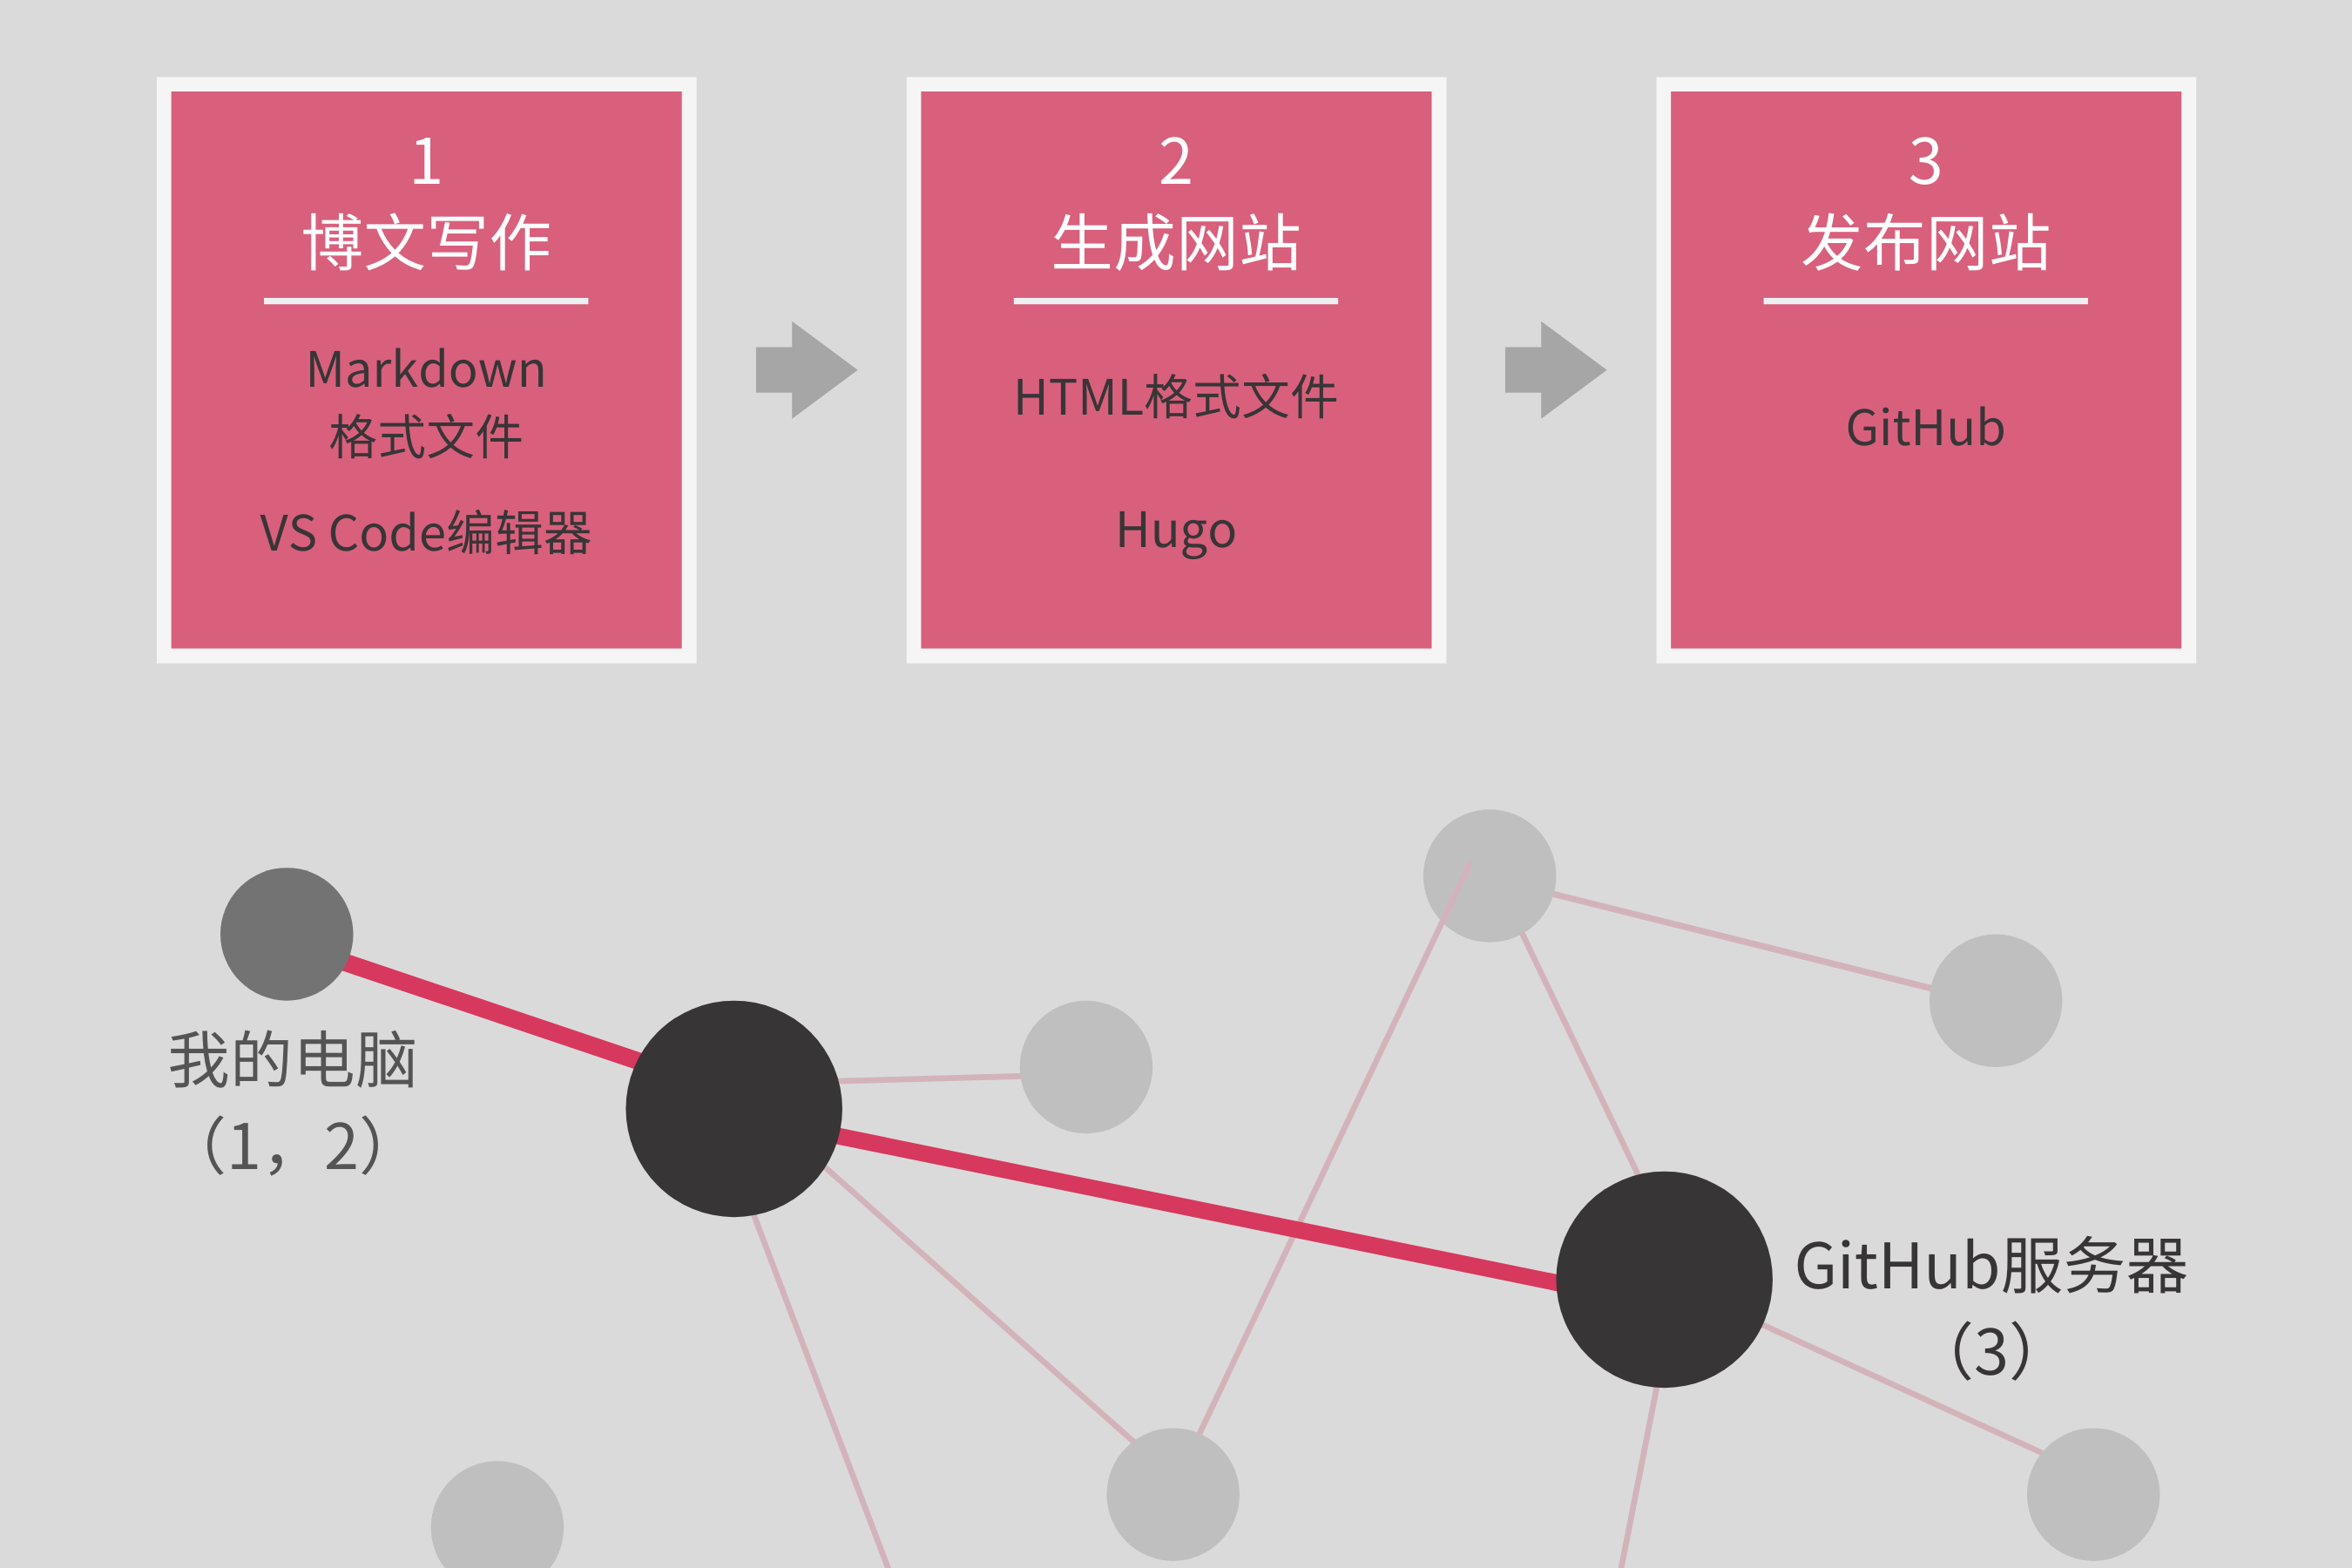 1
博文写作
Markdown
格式文件
VS Code编辑器
2
生成网站
HTML格式文件
Hugo
3
发布网站
GitHub
我的电脑
（1，2）
GitHub服务器
（3）